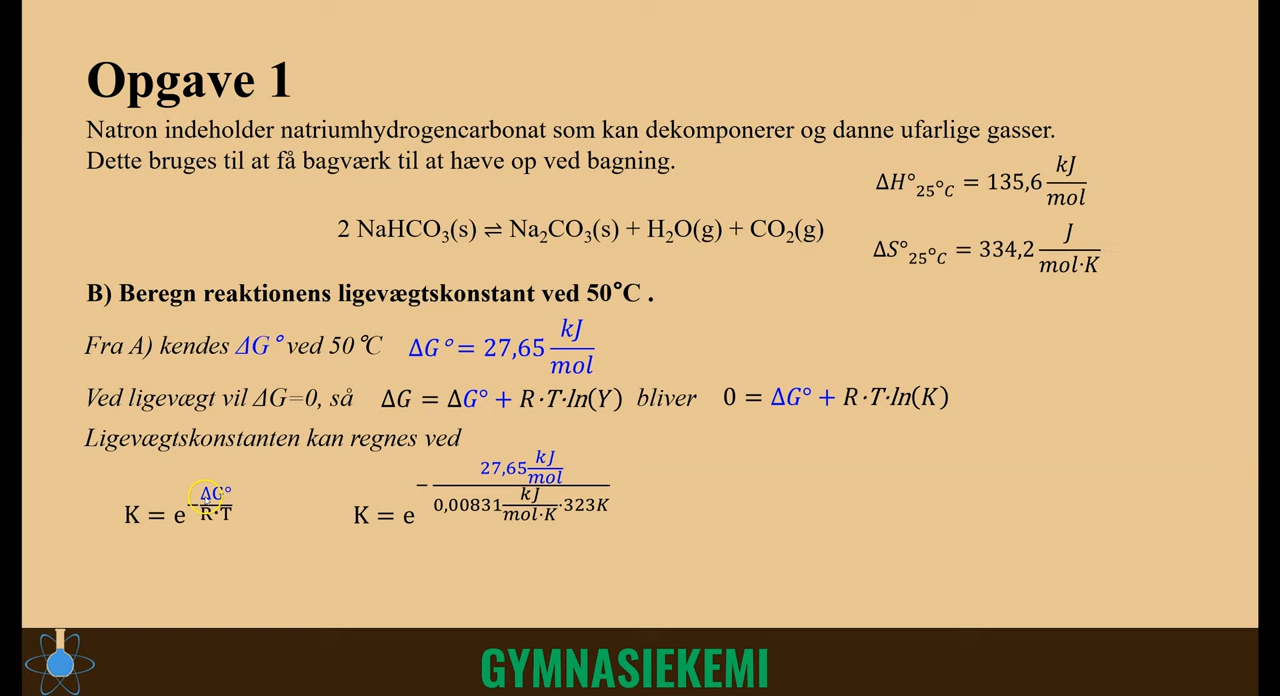 Opgave 1
Natron indeholder natriumhydrogencarbonat som kan dekomponerer og danne ufarlige gasser.
Dette bruges til at få bagværk til at hæve op ved bagning.
ΔH°25°C = 135,6 kJ/mol
2 NaHCO₃(s) ⇌ Na₂CO₃(s) + H₂O(g) + CO₂(g)
ΔS°25°C = 334,2 J/mol·K
B) Beregn reaktionens ligevægtskonstant ved 50°C .
Fra A) kendes ΔG° ved 50°C ΔG° = 27,65 kJ/mol
Ved ligevægt vil ΔG=0, så ΔG = ΔG° + R·T·ln(Y) bliver 0 = ΔG° + R·T·ln(K)
Ligevægtskonstanten kan regnes ved
K = e^(-ΔG°/R·T) K = e^(-27,65 kJ/mol / 0,00831 kJ/mol·K ·323K)
GYMNASIEKEMI